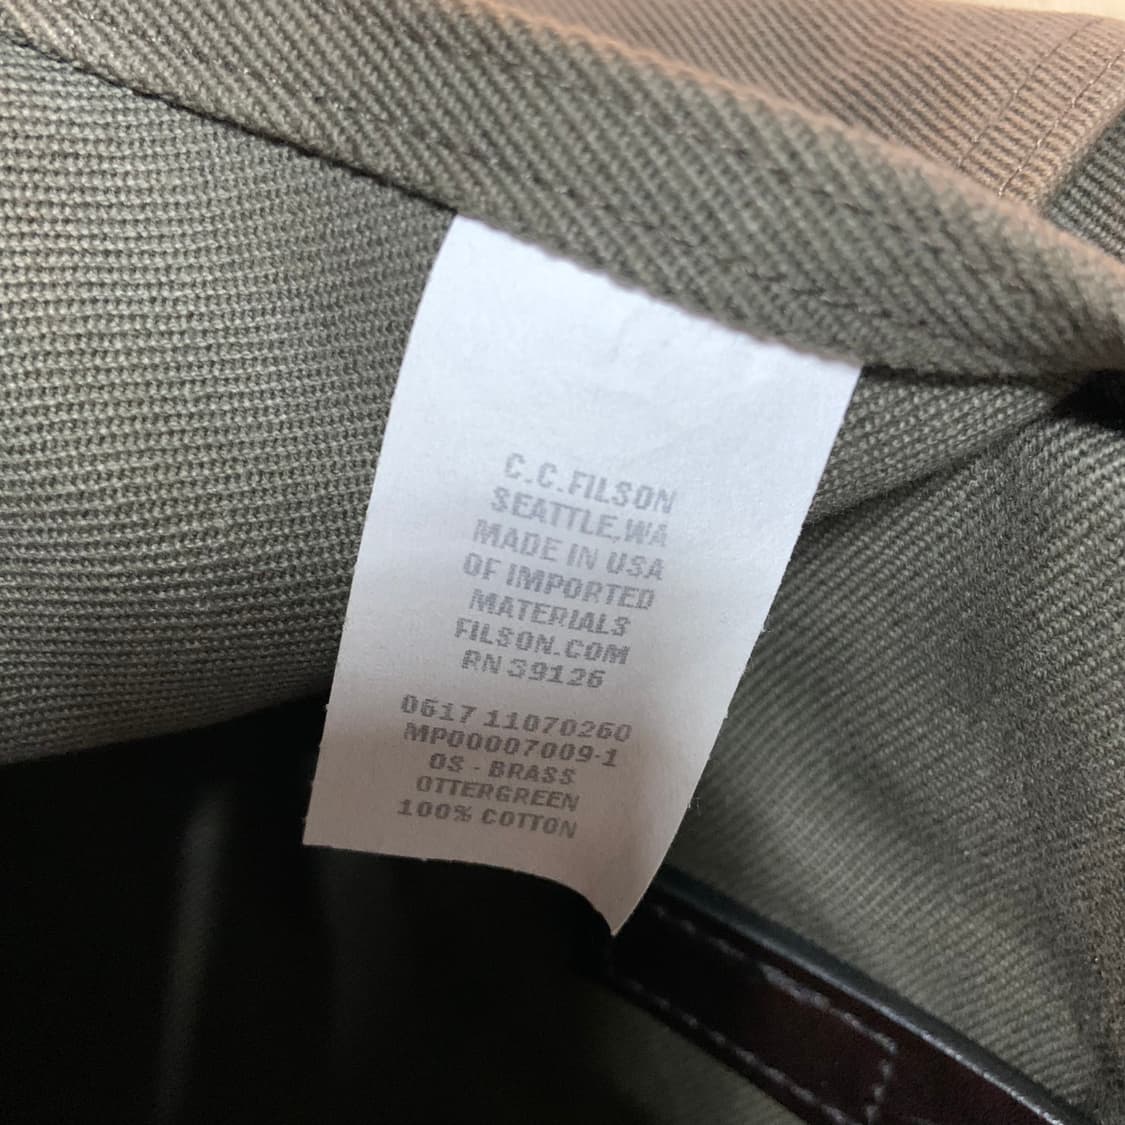 C.C.FILSON
SEATTLE,WA
MADE IN USA
OF IMPORTED
MATERIALS
FILSON.COM
RN 39126
0617 11070260
MP00007009-1
OS - BRASS
OTTERGREEN
100% COTTON